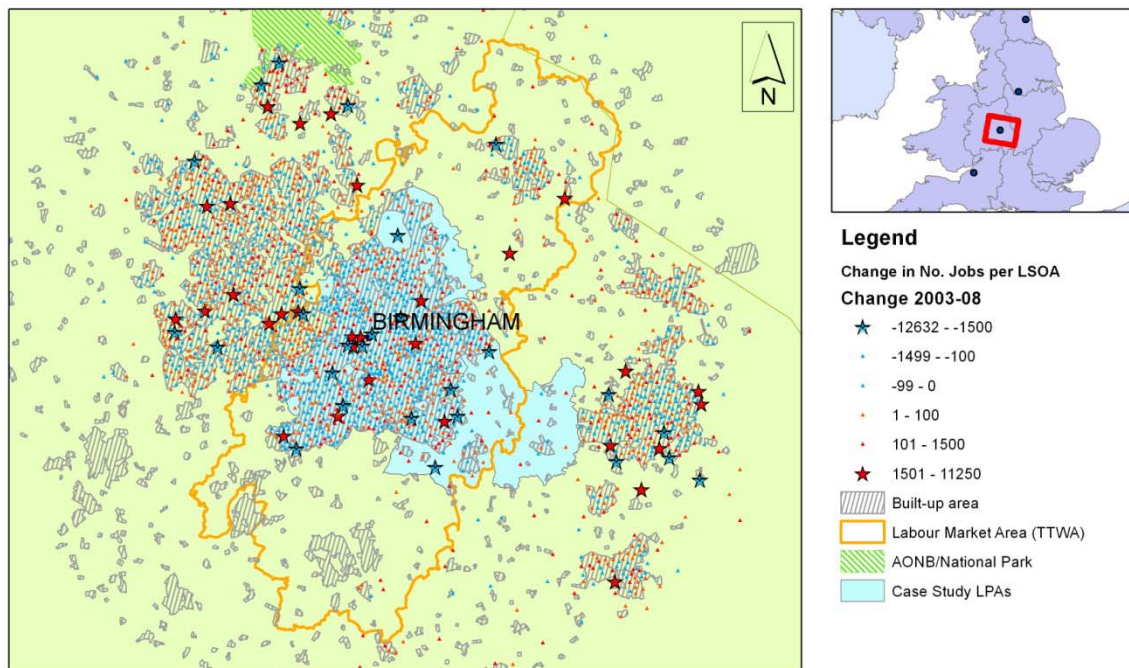 BIRMINGHAM
N
Legend
Change in No. Jobs per LSOA
Change 2003-08
-12632 - -1500
-1499 - -100
-99 - 0
1 - 100
101 - 1500
1501 - 11250
Built-up area
Labour Market Area (TTWA)
AONB/National Park
Case Study LPAs